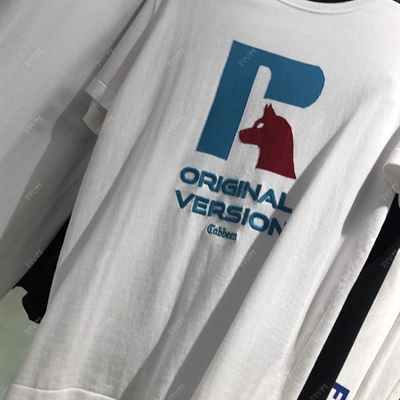 R
ORIGINAL
VERSION
Cabbeen